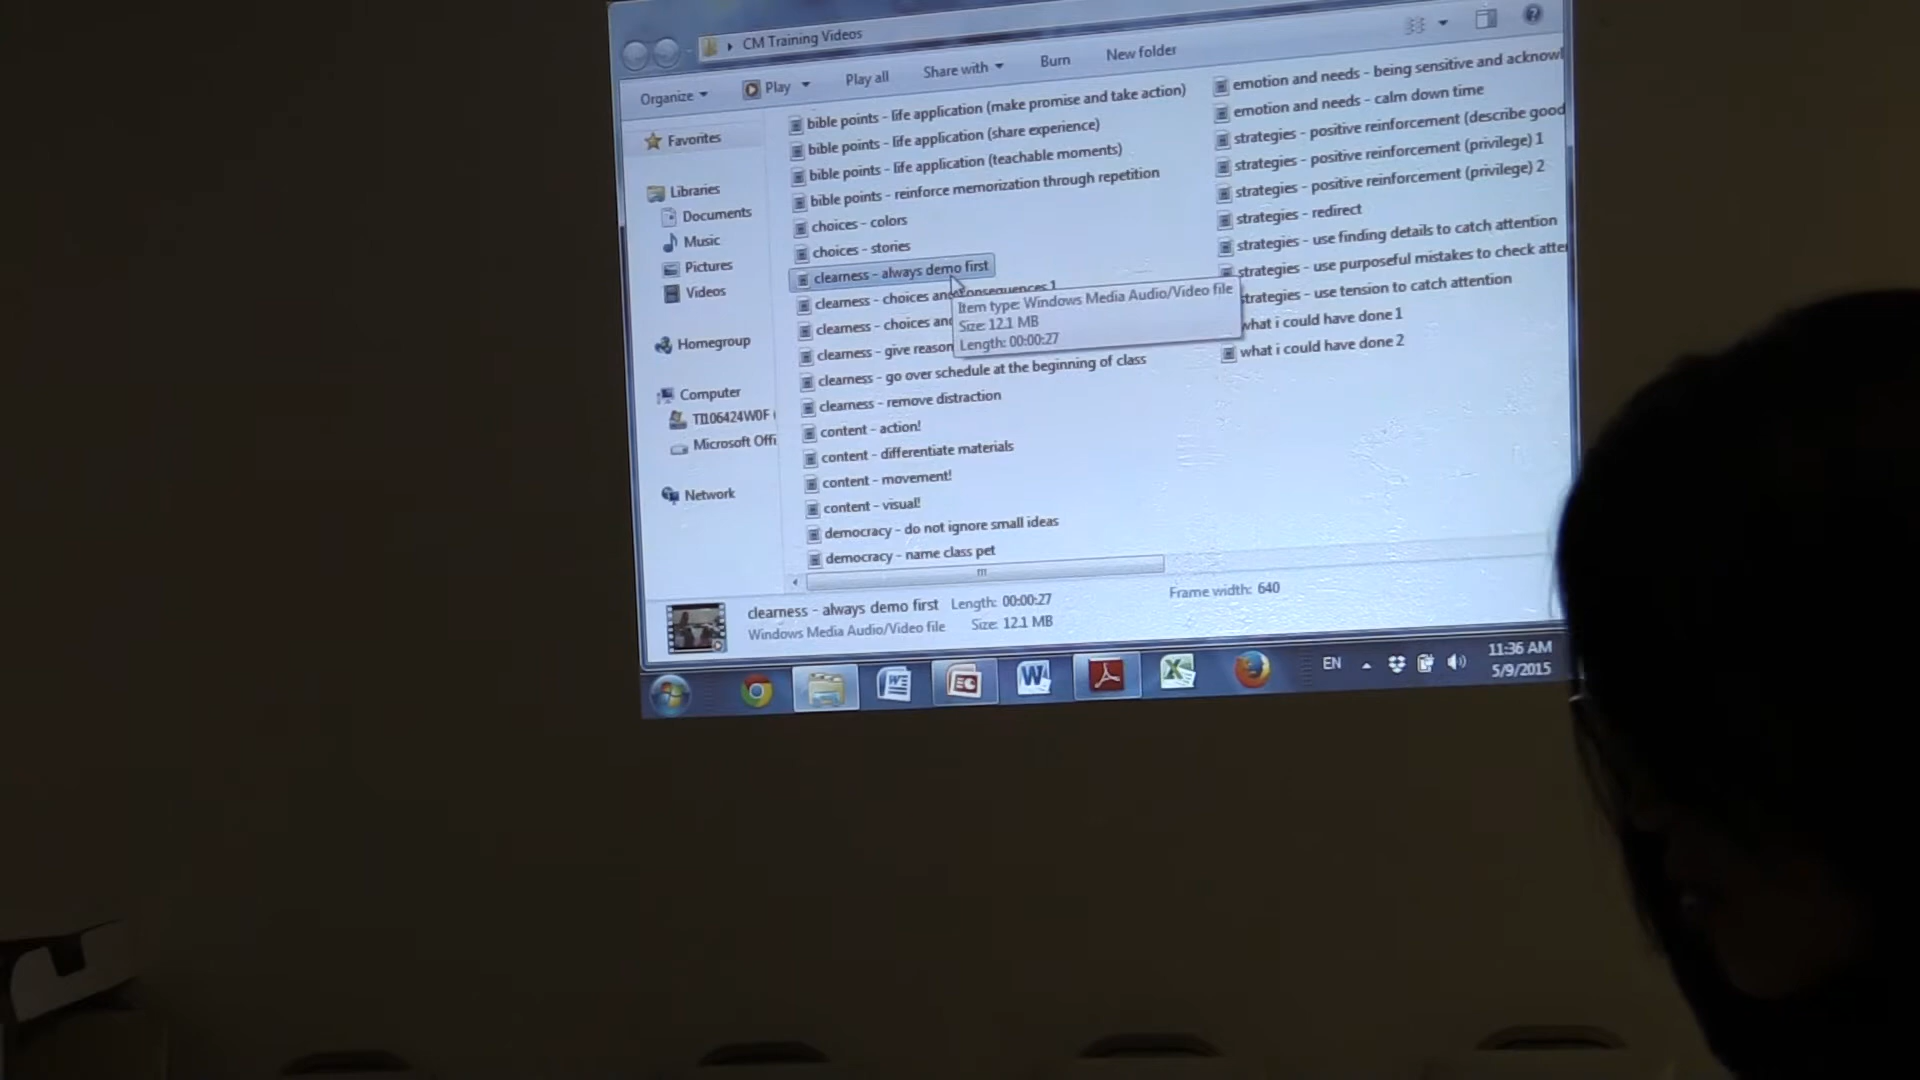 CM Training Videos
Organize
Play
Play all
Share with
Burn
New folder
Favorites
Libraries
Documents
Music
Pictures
Videos
Homegroup
Computer
TI106424W0F
Microsoft Offi
Network
bible points - life application (make promise and take action)
bible points - life application (share experience)
bible points - life application (teachable moments)
bible points - reinforce memorization through repetition
choices - colors
choices - stories
clearness - always demo first
clearness - choices and consequences 1
clearness - choices and
clearness - give reason
clearness - go over schedule at the beginning of class
clearness - remove distraction
content - action!
content - differentiate materials
content - movement!
content - visual!
democracy - do not ignore small ideas
democracy - name class pet
Item type: Windows Media Audio/Video file
Size: 12.1 MB
Length: 00:00:27
emotion and needs - being sensitive and acknowl
emotion and needs - calm down time
strategies - positive reinforcement (describe good
strategies - positive reinforcement (privilege) 1
strategies - positive reinforcement (privilege) 2
strategies - redirect
strategies - use finding details to catch attention
strategies - use purposeful mistakes to check atte
strategies - use tension to catch attention
what i could have done 1
what i could have done 2
clearness - always demo first Length: 00:00:27 Frame width: 640
Windows Media Audio/Video file Size: 12.1 MB
EN
11:36 AM
5/9/2015